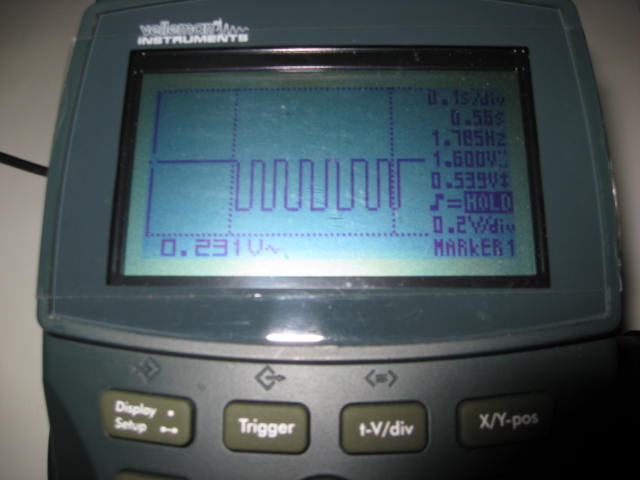 velleman
INSTRUMENTS
0.1s/div
0.56s
1.785Hz
1.600V
0.599V‡
♪=HOLD
0.2V/div
0.231V~
MARKER1
Display
Setup
Trigger
t-V/div
X/Y-pos